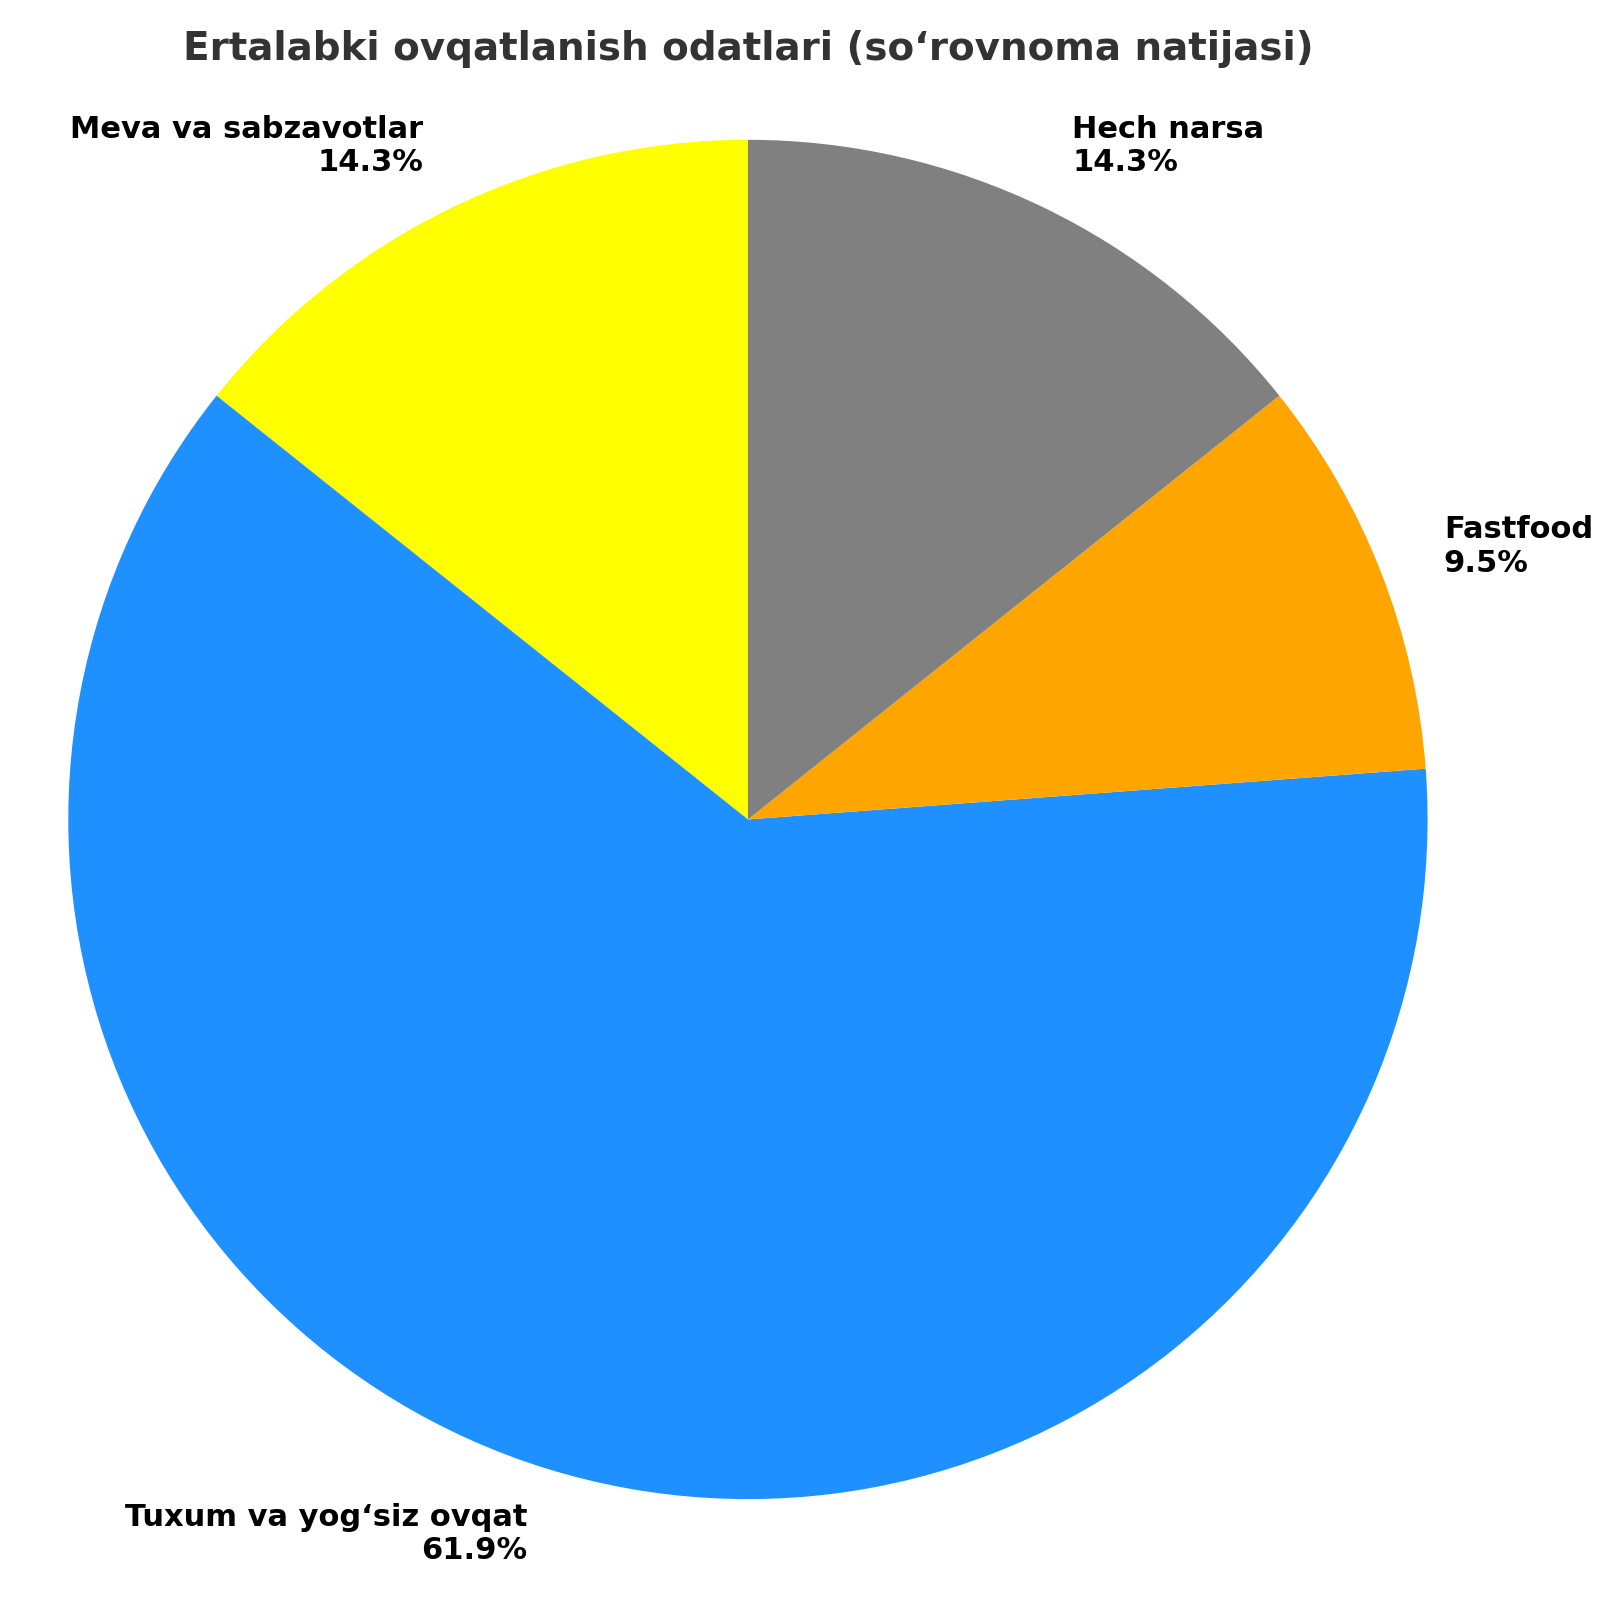 Ertalabki ovqatlanish odatlari (so‘rovnoma natijasi)
Meva va sabzavotlar
14.3%
Hech narsa
14.3%
Fastfood
9.5%
Tuxum va yog‘siz ovqat
61.9%